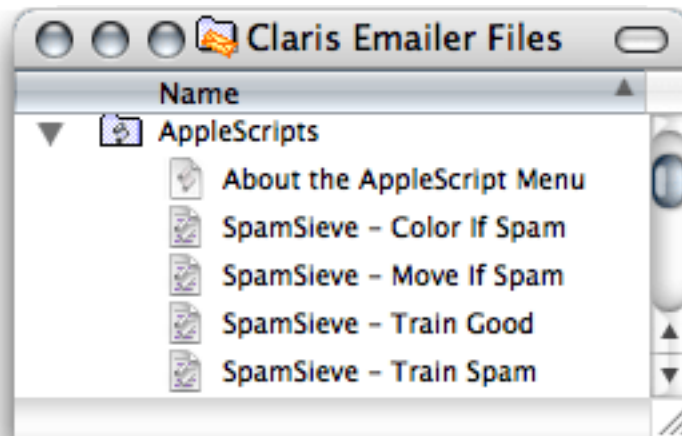 Claris Emailer Files
Name
AppleScripts
About the AppleScript Menu
SpamSieve – Color If Spam
SpamSieve – Move If Spam
SpamSieve – Train Good
SpamSieve – Train Spam